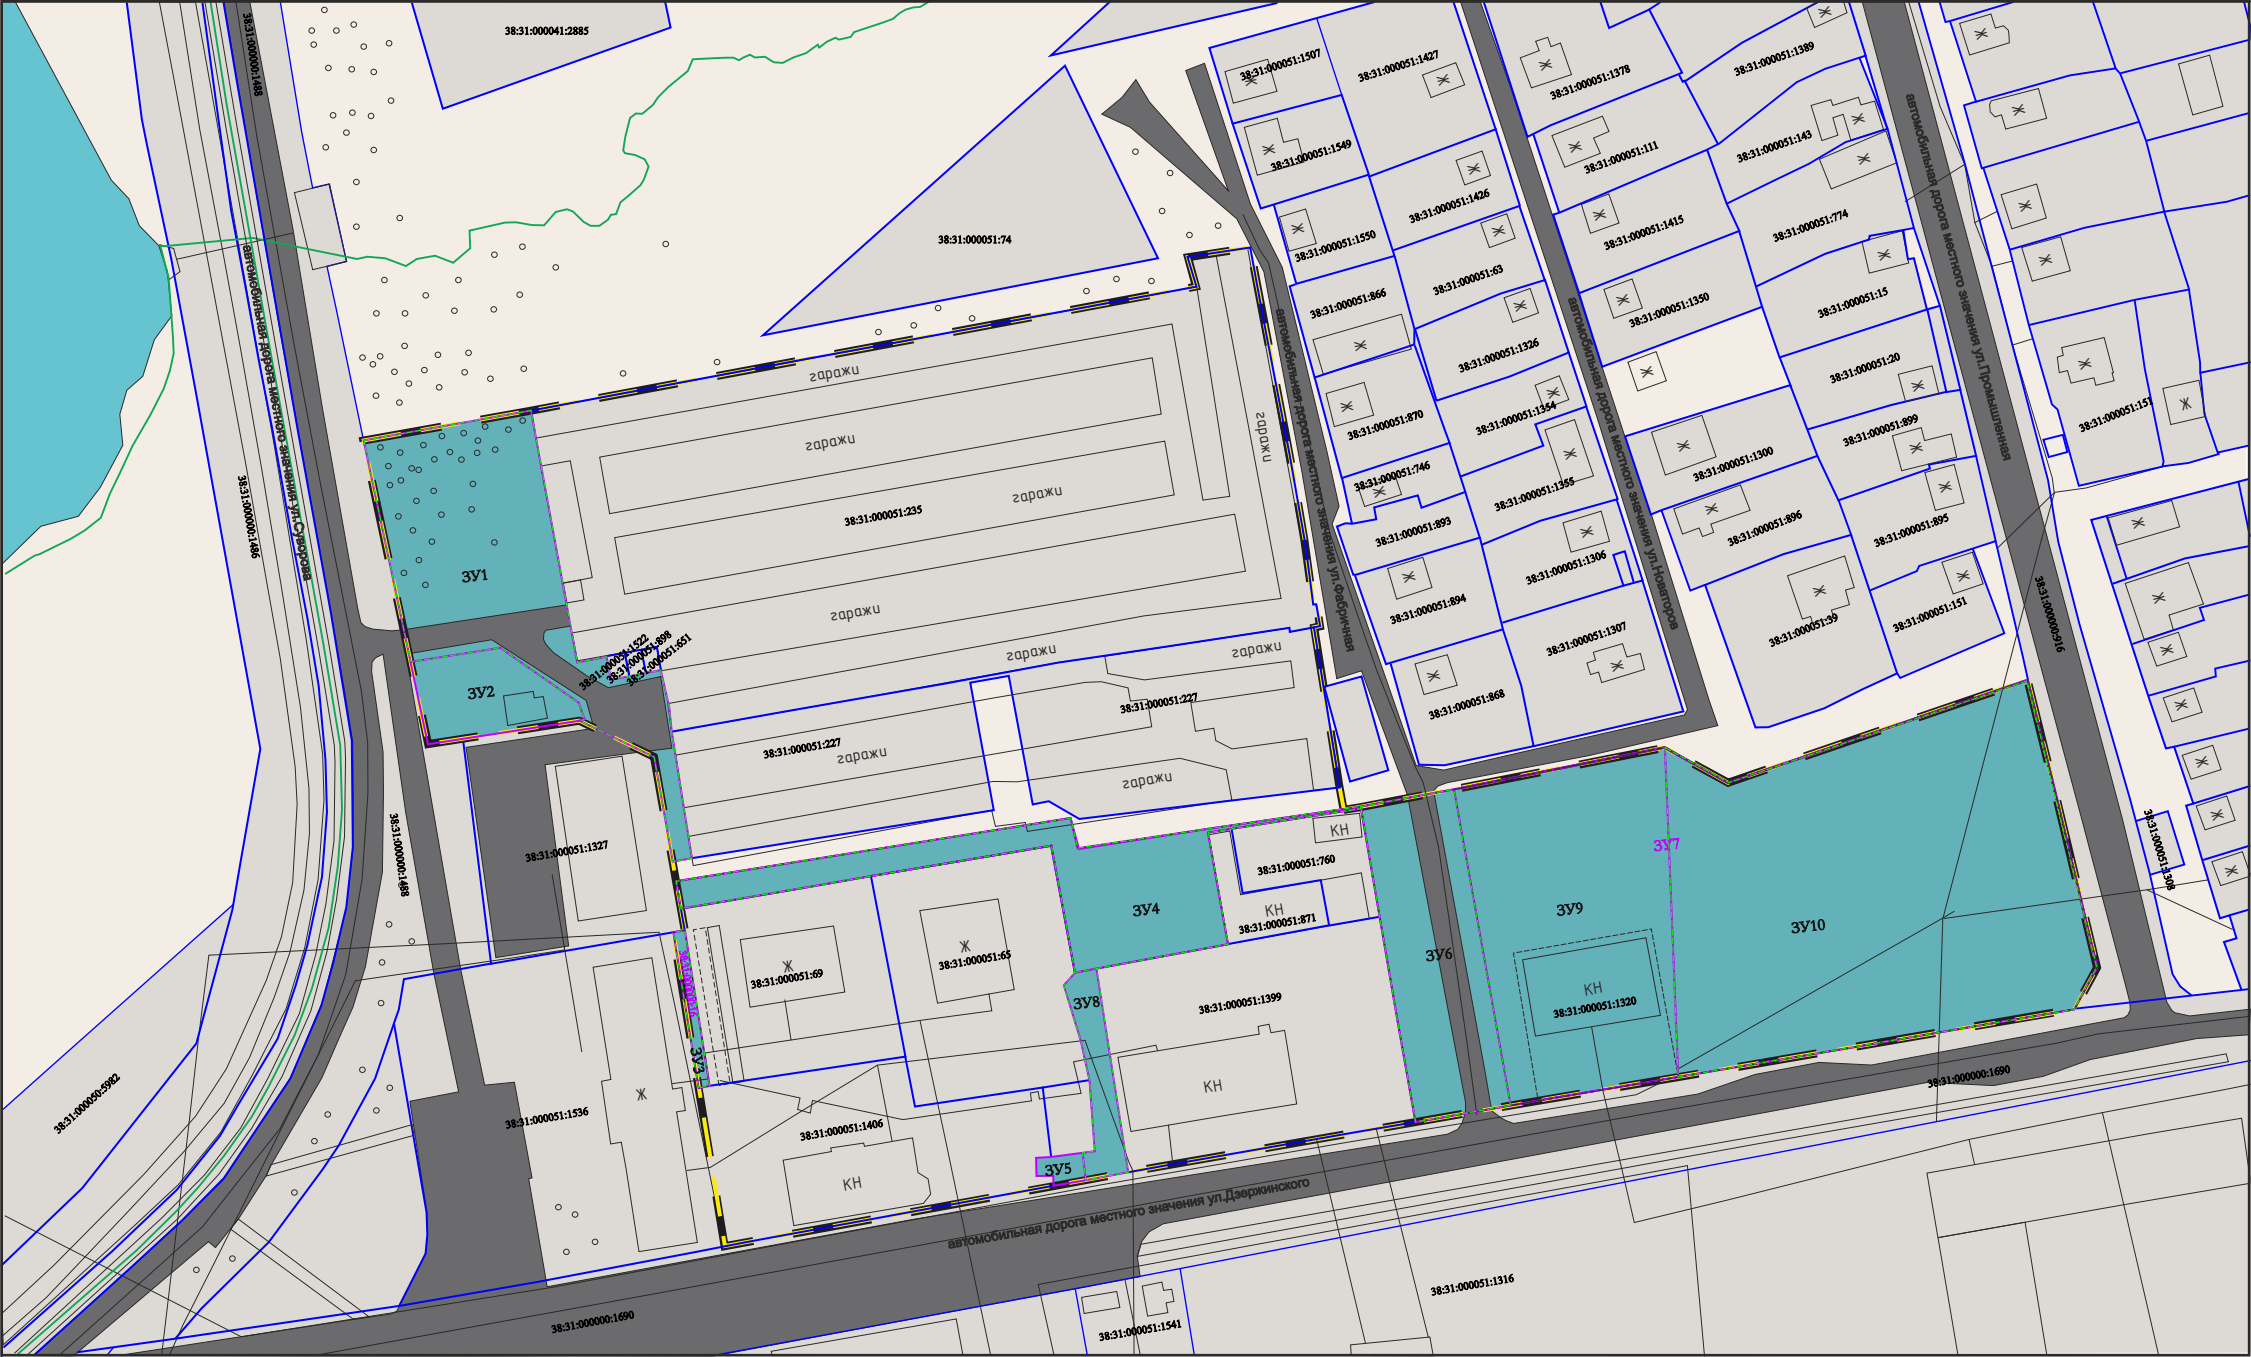 38:31:000000:1488
38:31:000041:2885
38:31:000051:1507
38:31:000051:1427
38:31:000051:1378
38:31:000051:1389
38:31:000051:1549
38:31:000051:111
38:31:000051:143
38:31:000051:74
38:31:000051:1550
38:31:000051:1426
38:31:000051:1415
38:31:000051:774
38:31:000051:866
38:31:000051:63
38:31:000051:1350
38:31:000051:15
38:31:000051:1326
38:31:000051:20
38:31:000051:870
38:31:000051:1354
38:31:000051:899
38:31:000051:151
Ж
38:31:000051:746
38:31:000051:1355
38:31:000051:1300
38:31:000051:893
38:31:000051:896
38:31:000051:895
38:31:000051:894
38:31:000051:1306
38:31:000051:39
38:31:000051:151
38:31:000051:868
38:31:000051:1307
автомобильная дорога местного значения ул.Суворова
автомобильная дорога местного значения ул.Фабричная
автомобильная дорога местного значения ул.Новаторов
автомобильная дорога местного значения ул.Промышленная
38:31:000000:1486
38:31:000000:916
гаражи
гаражи
гаражи
гаражи
38:31:000051:235
гаражи
гаражи
гаражи
ЗУ1
38:31:000051:1522
38:31:000051:898
38:31:000051:651
ЗУ2
38:31:000051:227
38:31:000051:227
гаражи
гаражи
38:31:000051:1327
38:31:000000:1488
КН
38:31:000051:760
КН
38:31:000051:871
ЗУ4
ЗУ7
ЗУ9
ЗУ10
ЗУ6
38:31:000051:1308
Ж
38:31:000051:69
Ж
38:31:000051:65
ЗУ8
38:31:000051:1399
КН
38:31:000051:1320
ЗУ3
Ж
38:31:000051:1536
38:31:000051:1406
КН
КН
ЗУ5
38:31:000050:5982
38:31:000000:1690
автомобильная дорога местного значения ул.Дзержинского
38:31:000051:1316
38:31:000000:1690
38:31:000051:1541